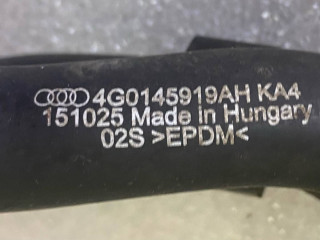 4G0145919AH KA4
151025 Made in Hungary
02S >EPDM<